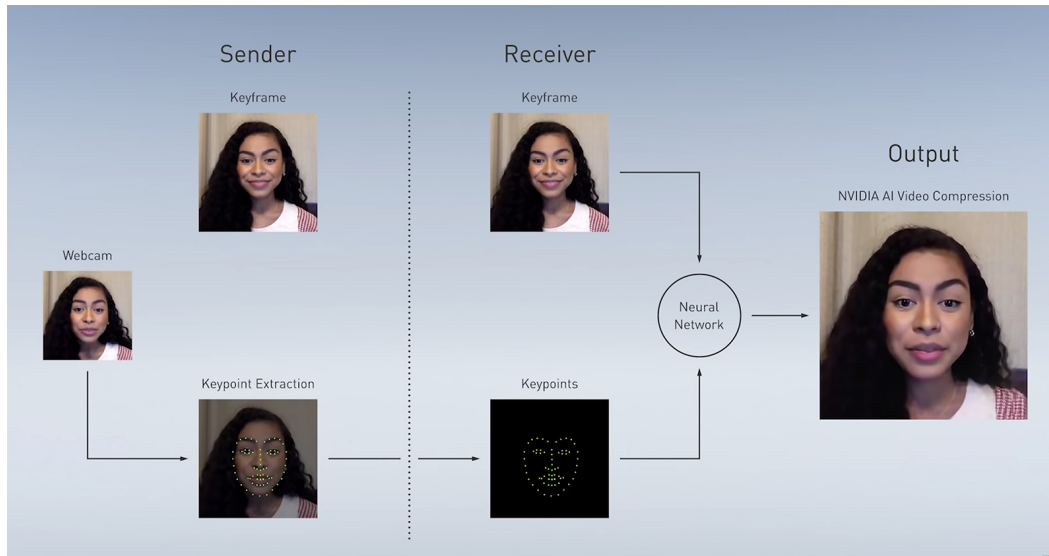 Sender
Receiver
Keyframe
Keyframe
Output
NVIDIA AI Video Compression
Webcam
Neural
Network
Keypoint Extraction
Keypoints